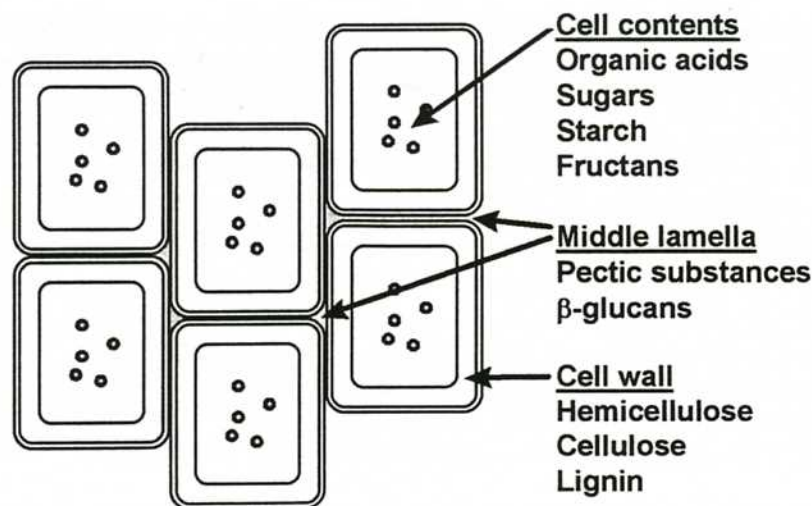 Cell contents
Organic acids
Sugars
Starch
Fructans
Middle lamella
Pectic substances
β-glucans
Cell wall
Hemicellulose
Cellulose
Lignin